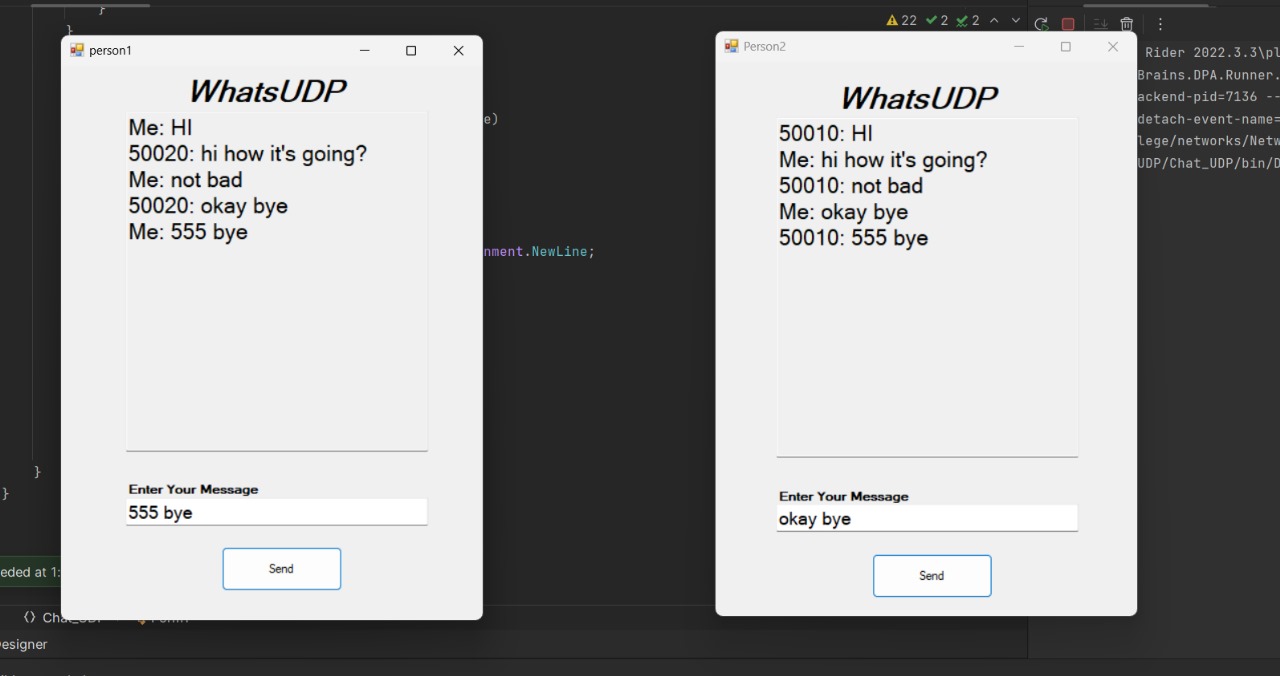 }
}
22 2 2
person1
Person2
Rider 2022.3.3\pl
WhatsUDP
WhatsUDP
Brains.DPA.Runner.
ackend-pid=7136 --
Me: HI
50020: hi how it's going?
Me: not bad
50020: okay bye
Me: 555 bye
e)
50010: HI
Me: hi how it's going?
50010: not bad
Me: okay bye
50010: 555 bye
detach-event-name=
lege/networks/Netw
UDP/Chat_UDP/bin/D
nment.NewLine;
}
}
Enter Your Message
555 bye
Send
Enter Your Message
okay bye
Send
eded at 1:
Designer